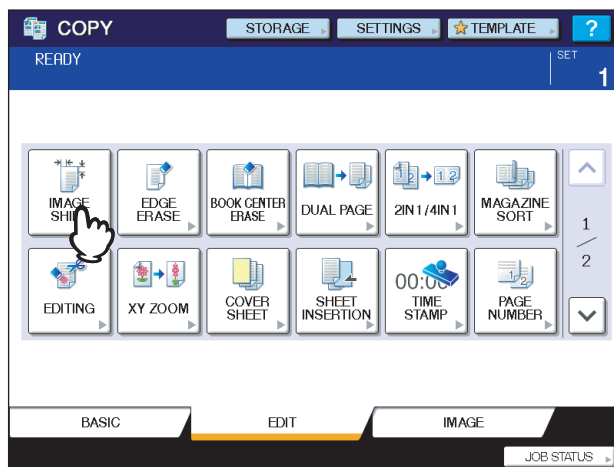 COPY
STORAGE
SETTINGS
TEMPLATE
?
READY
SET
1
IMAGE
EDGE
ERASE
BOOK CENTER
ERASE
DUAL PAGE
2IN1/4IN1
MAGAZINE
SORT
EDITING
XY ZOOM
COVER
SHEET
SHEET
INSERTION
TIME
STAMP
PAGE
NUMBER
1
2
BASIC
EDIT
IMAGE
JOB STATUS